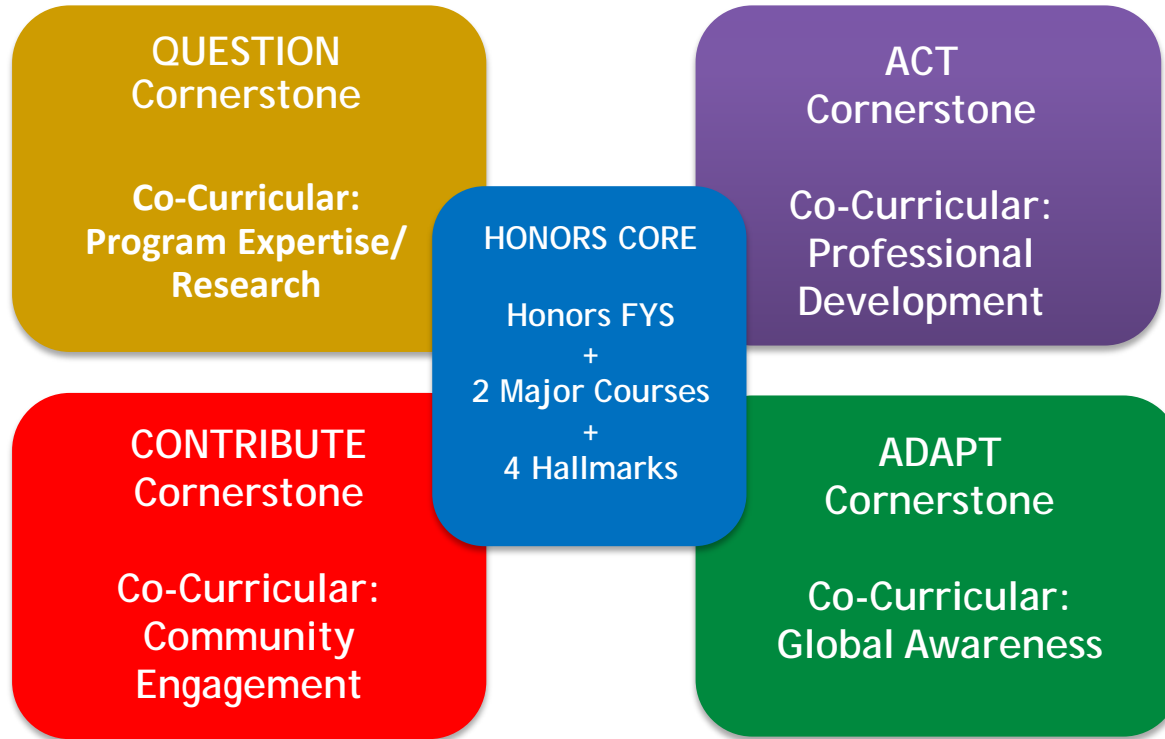 QUESTION
Cornerstone
Co-Curricular:
Program Expertise/
Research
ACT
Cornerstone
Co-Curricular:
Professional
Development
HONORS CORE
Honors FYS
+
2 Major Courses
+
4 Hallmarks
CONTRIBUTE
Cornerstone
Co-Curricular:
Community
Engagement
ADAPT
Cornerstone
Co-Curricular:
Global Awareness